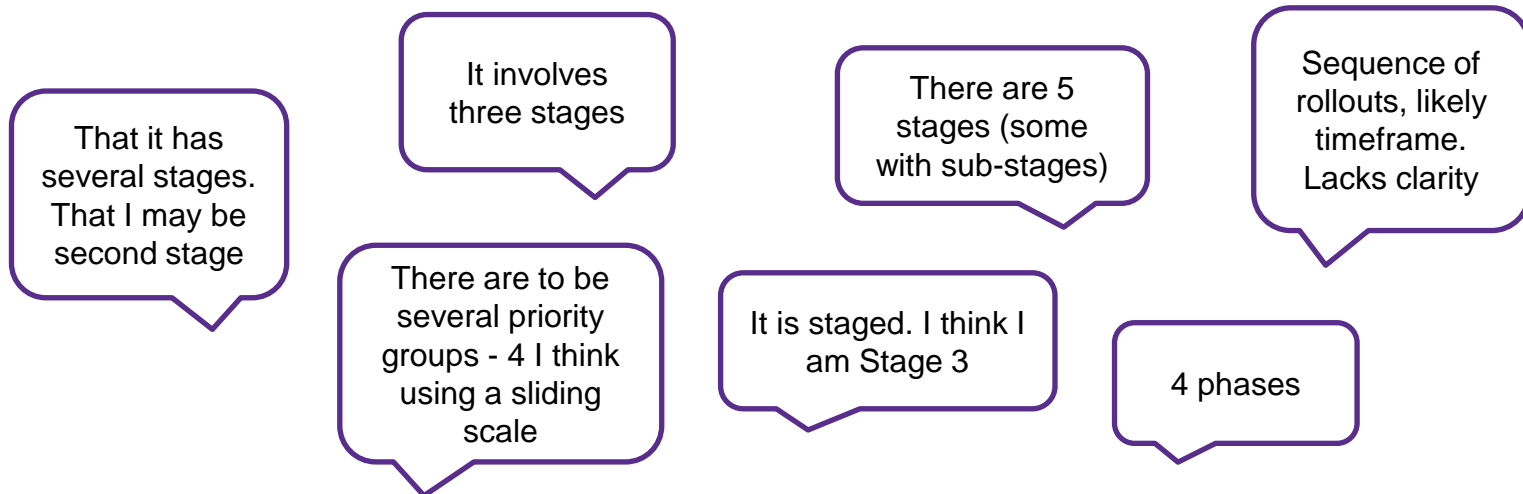 That it has
several stages.
That I may be
second stage
It involves
three stages
There are 5
stages (some
with sub-stages)
Sequence of
rollouts, likely
timeframe.
Lacks clarity
There are to be
several priority
groups - 4 I think
using a sliding
scale
It is staged. I think I
am Stage 3
4 phases